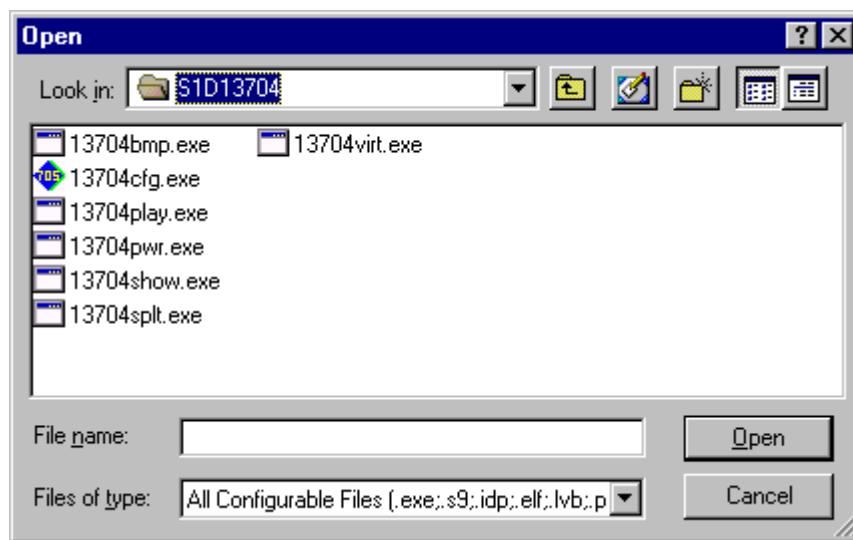 Open
Look in: S1D13704
13704bmp.exe 13704virt.exe
13704cfg.exe
13704play.exe
13704pwr.exe
13704show.exe
13704splt.exe
File name: Open
Files of type: All Configurable Files (.exe;.s9;.idp;.elf;.lvb;.p Cancel